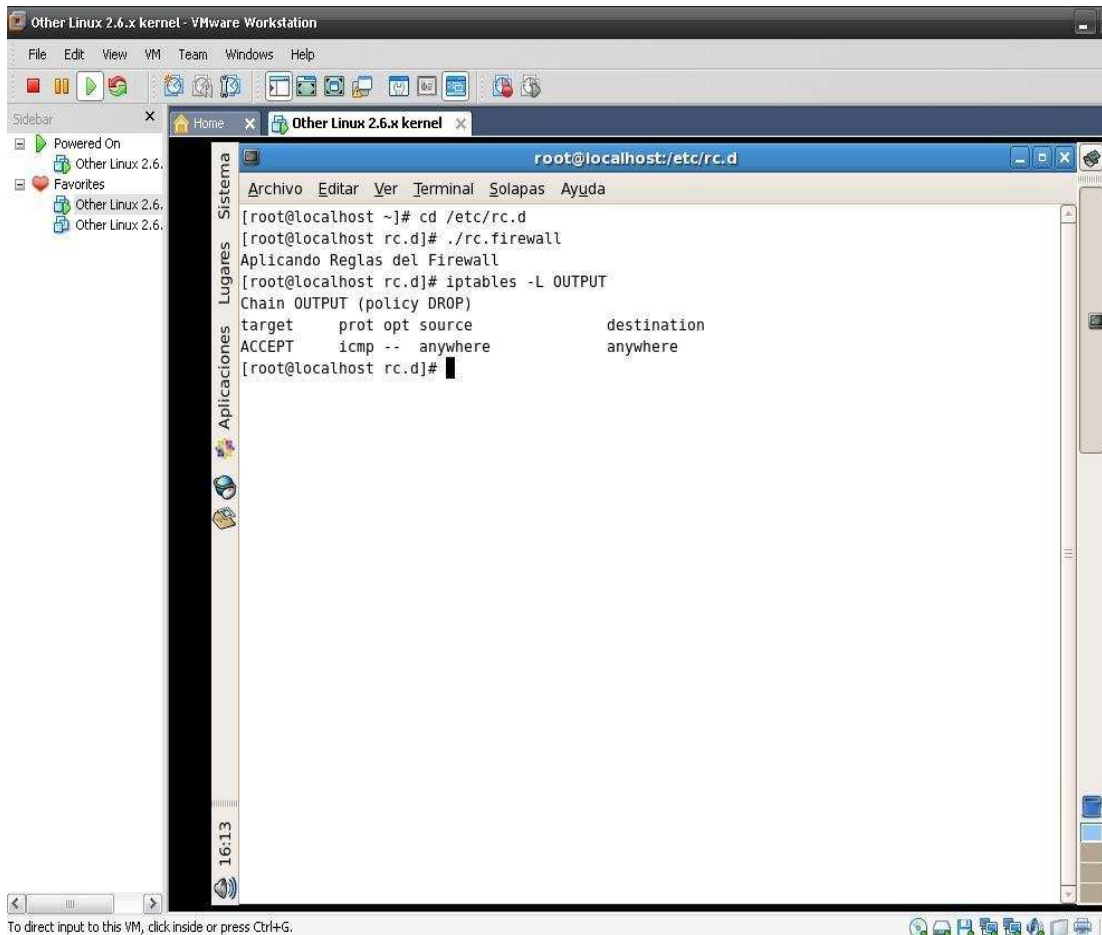 Other Linux 2.6.x kernel - VMware Workstation
File Edit View VM Team Windows Help
Sidebar
Home
Other Linux 2.6.x kernel
Powered On
Other Linux 2.6.
Favorites
Other Linux 2.6.
Other Linux 2.6.
Sistema
Lugares
Aplicaciones
16:13
root@localhost:/etc/rc.d
Archivo Editar Ver Terminal Solapas Ayuda
[root@localhost ~]# cd /etc/rc.d
[root@localhost rc.d]# ./rc.firewall
Aplicando Reglas del Firewall
[root@localhost rc.d]# iptables -L OUTPUT
Chain OUTPUT (policy DROP)
target prot opt source destination
ACCEPT icmp -- anywhere anywhere
[root@localhost rc.d]#
To direct input to this VM, click inside or press Ctrl+G.